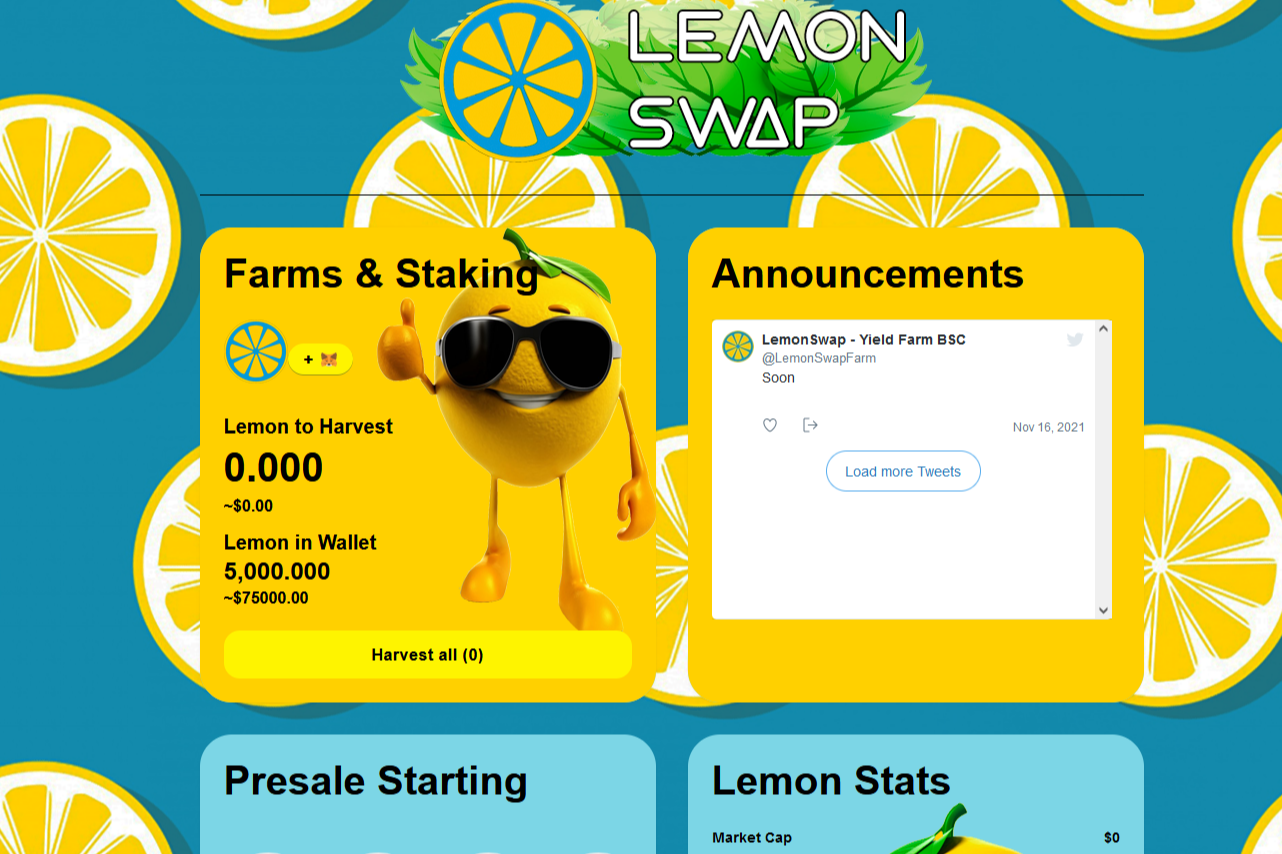 LEMON
SWAP
Farms & Staking
+
Lemon to Harvest
0.000
~$0.00
Lemon in Wallet
5,000.000
~$75000.00
Harvest all (0)
Announcements
LemonSwap - Yield Farm BSC
@LemonSwapFarm
Soon
Nov 16, 2021
Load more Tweets
Presale Starting
Lemon Stats
Market Cap $0